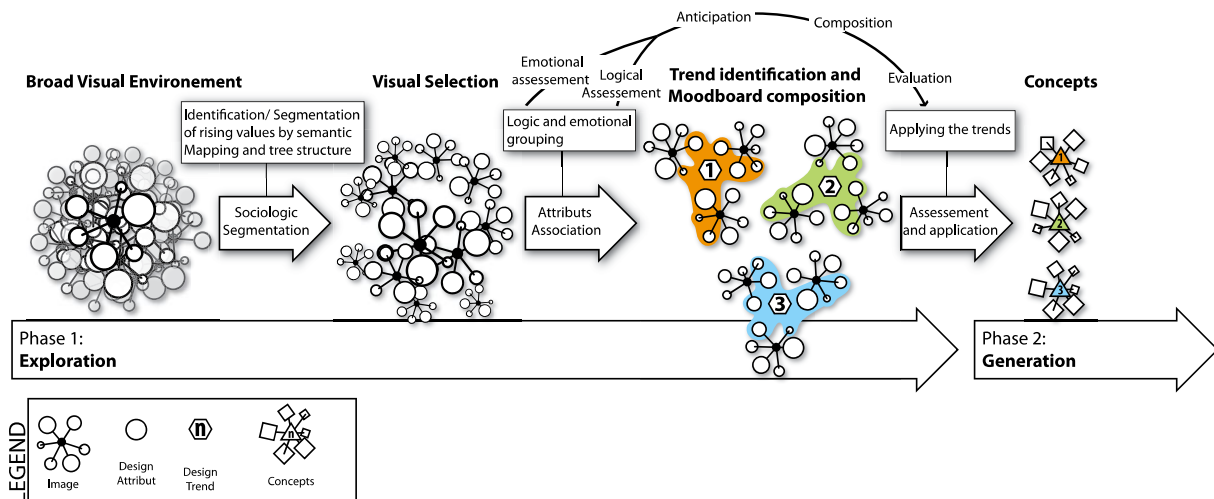 Anticipation
Composition
Emotional
assessement
Logical
Assessement
Evaluation
Broad Visual Environement
Visual Selection
Trend identification and
Moodboard composition
Concepts
Identification/ Segmentation
of rising values by semantic
Mapping and tree structure
Logic and emotional
grouping
Applying the trends
Sociologic
Segmentation
Attributs
Association
Assessment
and application
1
2
3
1
2
3
Phase 1:
Exploration
Phase 2:
Generation
LEGEND
n
n
Image
Design
Attribut
Design
Trend
Concepts